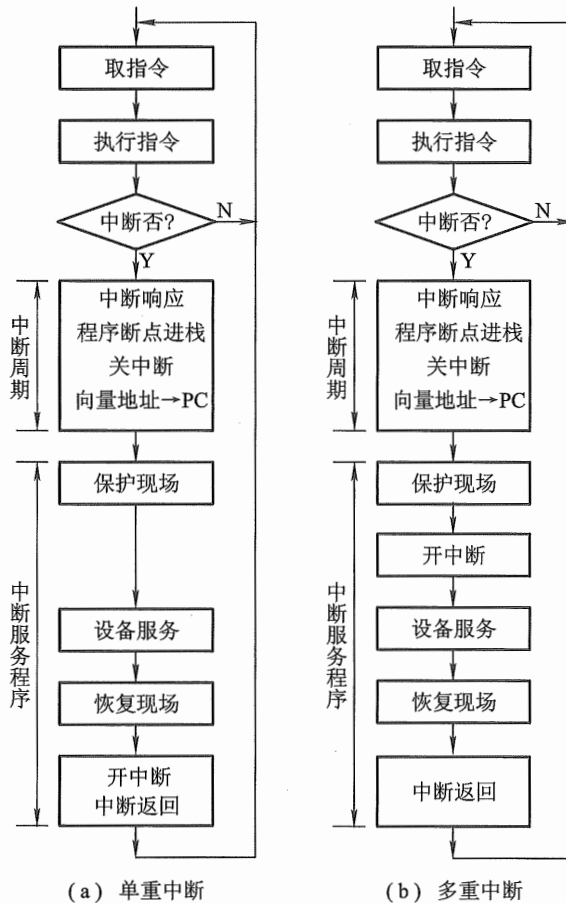 取指令
执行指令
中断否?
N
Y
中断周期
中断响应
程序断点进栈
关中断
向量地址→PC
中断服务程序
保护现场
设备服务
恢复现场
开中断
中断返回
(a) 单重中断
取指令
执行指令
中断否?
N
Y
中断周期
中断响应
程序断点进栈
关中断
向量地址→PC
中断服务程序
保护现场
开中断
设备服务
恢复现场
中断返回
(b) 多重中断